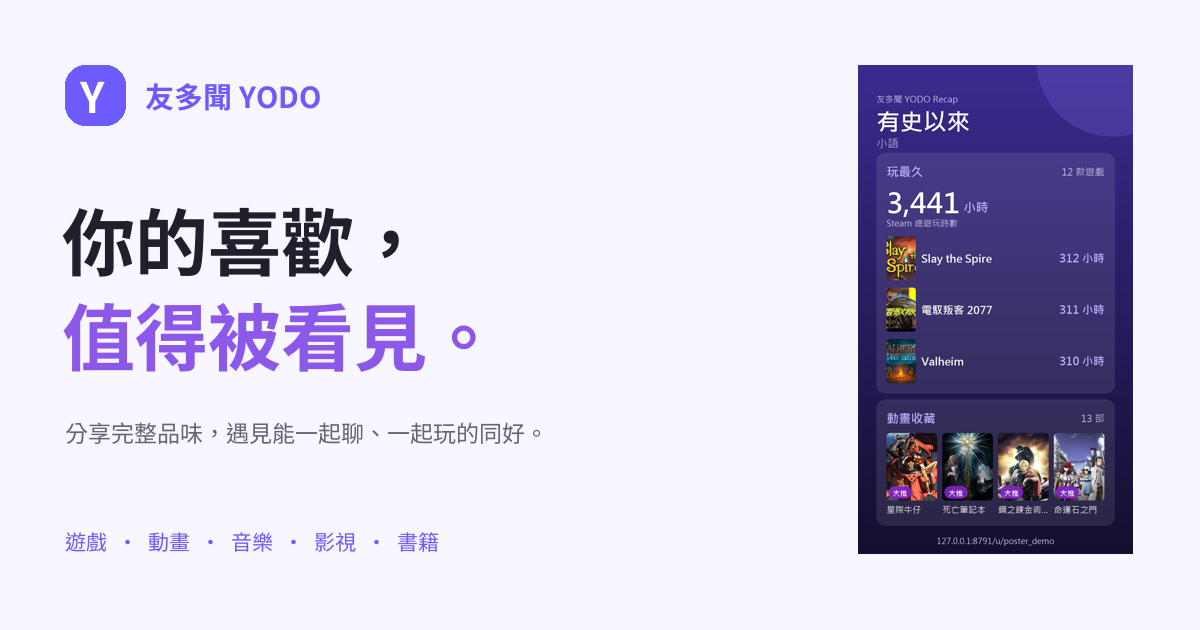 Y
友多聞 YODO
你的喜歡，
值得被看見。
分享完整品味，遇見能一起聊、一起玩的同好。
遊戲 · 動畫 · 音樂 · 影視 · 書籍
友多聞 YODO Recap
有史以來
小語
玩最久 12 款遊戲
3,441 小時
Steam 總遊玩時數
Slay the Spire 312 小時
電馭叛客 2077 311 小時
Valheim 310 小時
動畫收藏 13 部
大推 大推 大推 大推
星際牛仔 死亡筆記本 鋼之鍊金術... 命運石之門
127.0.0.1:8791/u/poster_demo